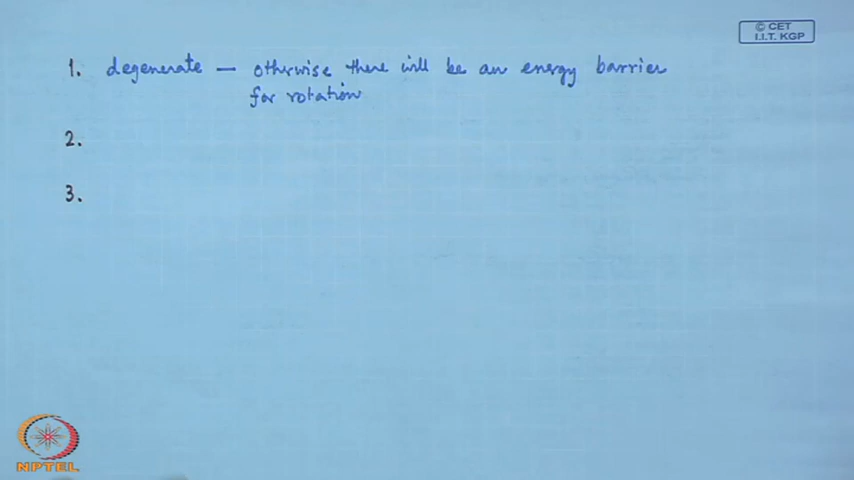 © CET
I.I.T. KGP
1. degenerate — otherwise there will be an energy barrier
for rotation
2.
3.
NPTEL